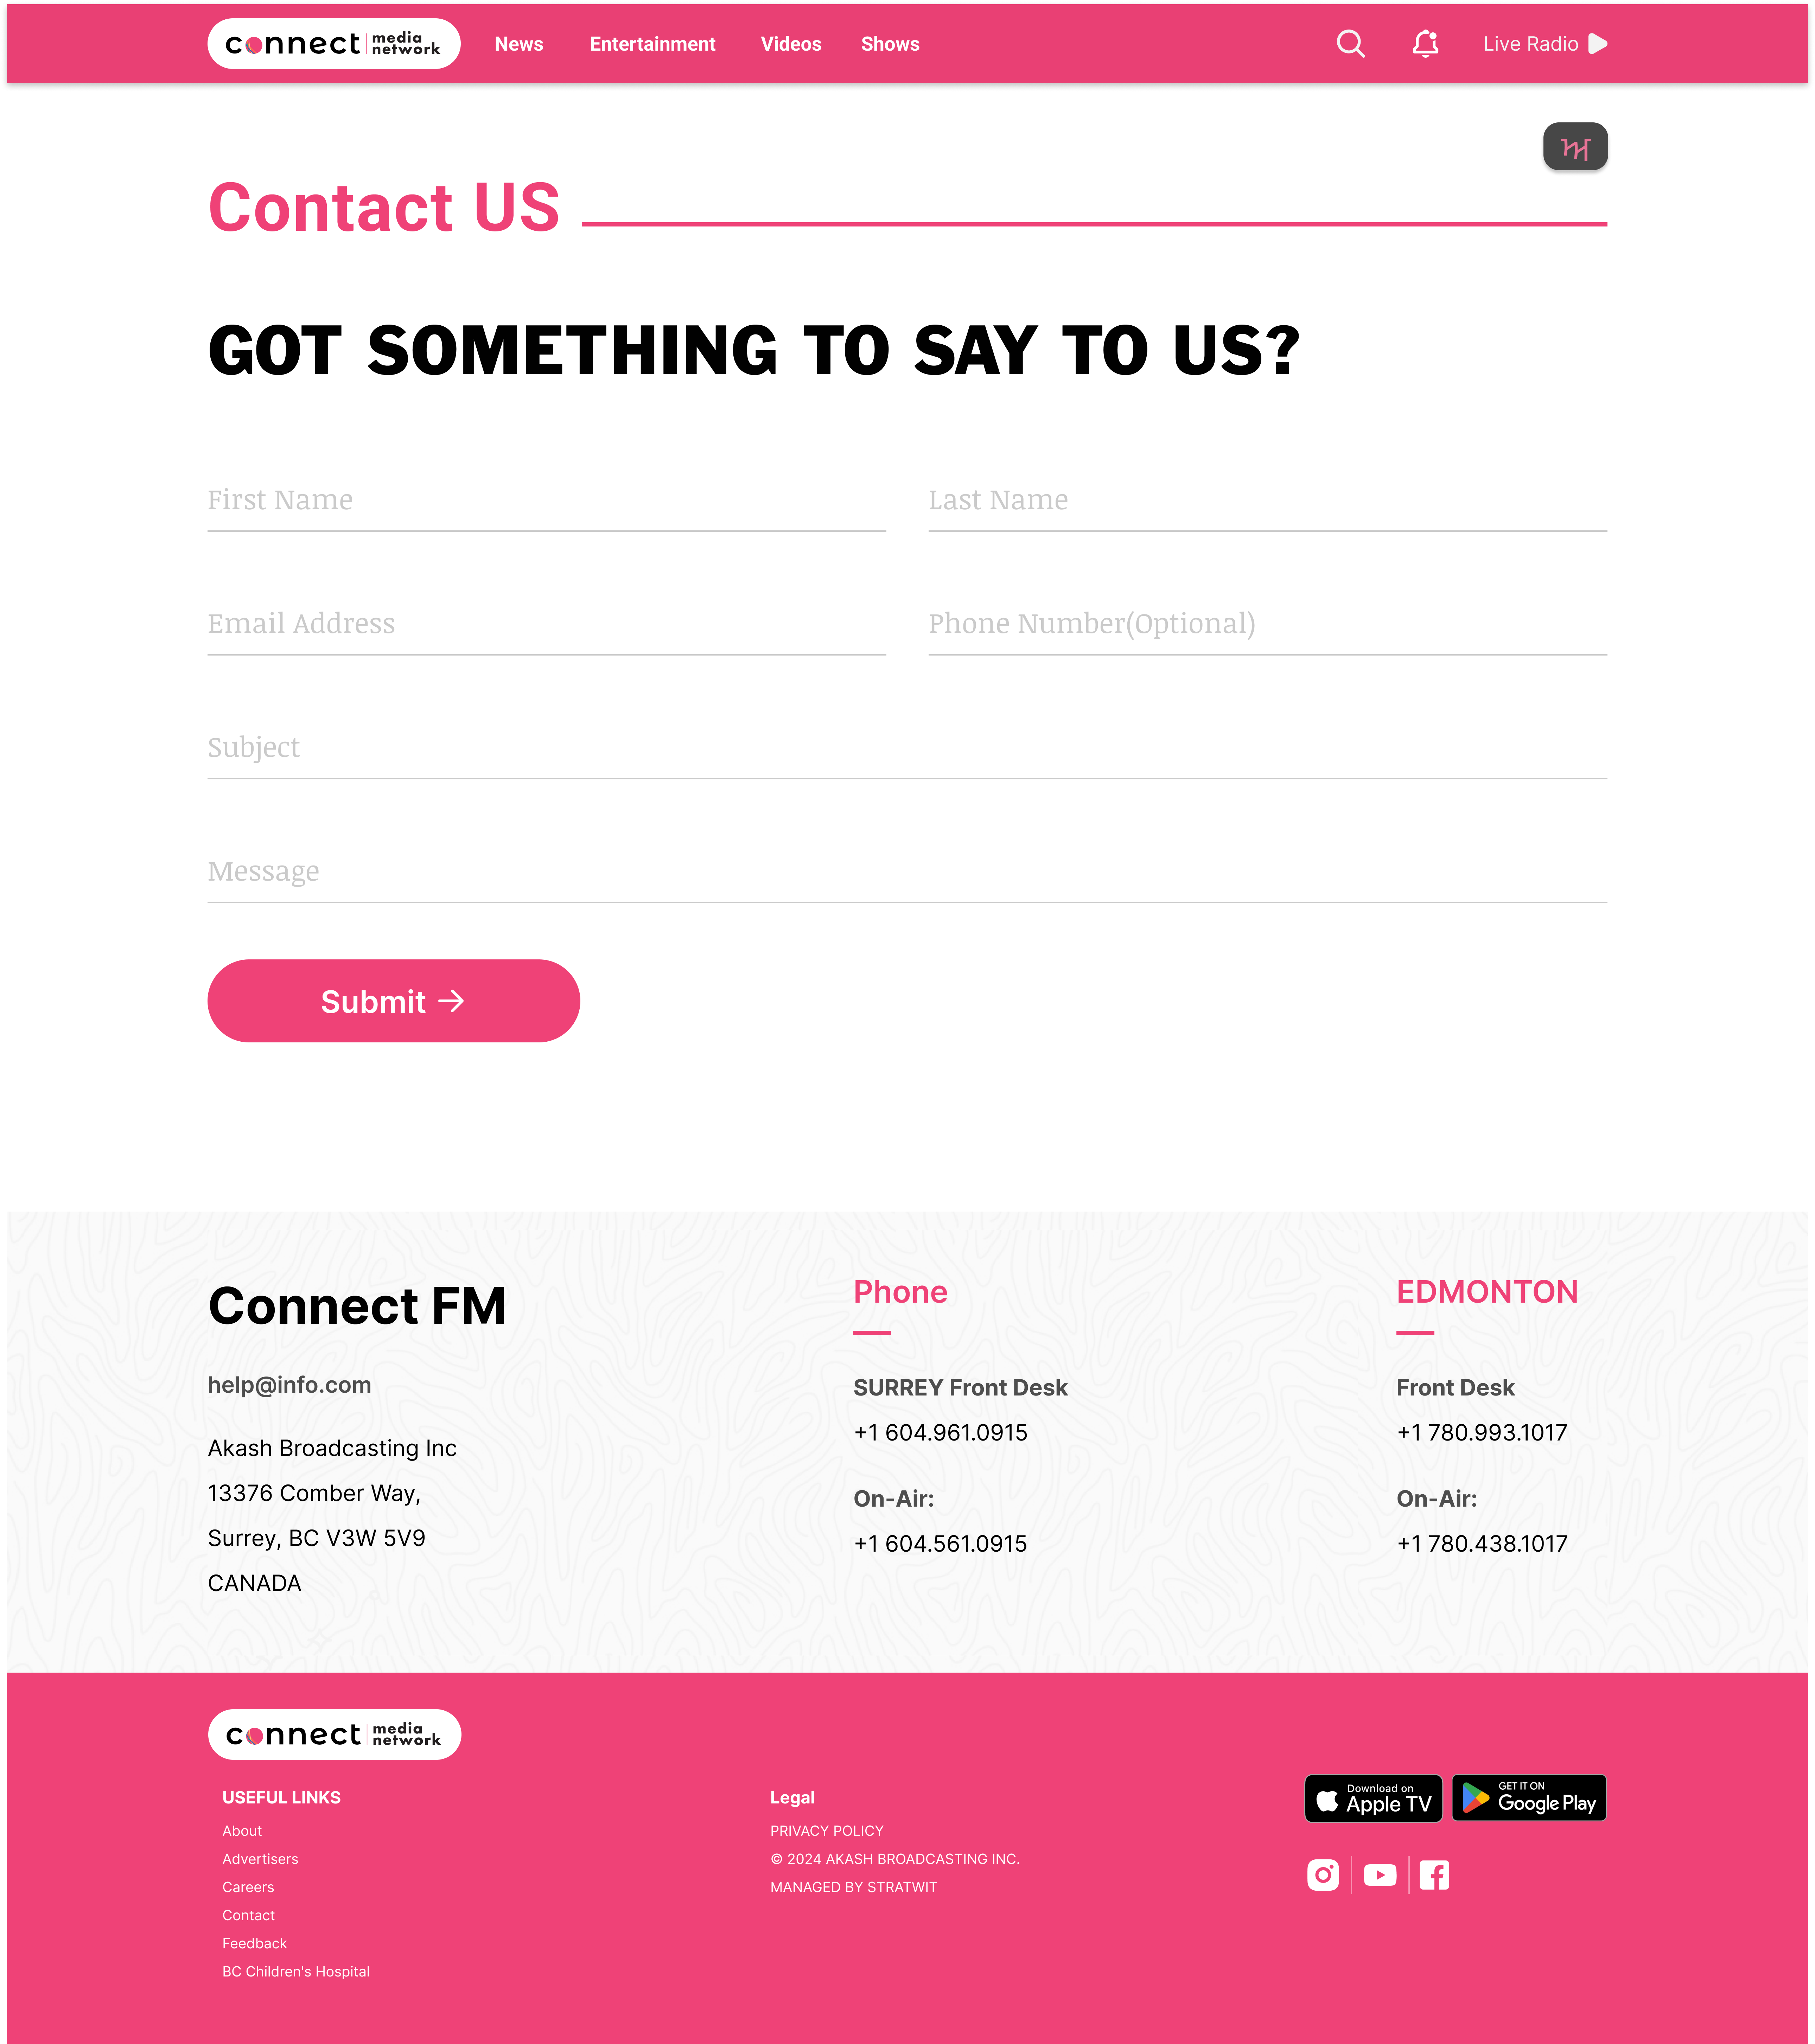 connect media network
News Entertainment Videos Shows
Live Radio
Contact US
GOT SOMETHING TO SAY TO US?
First Name
Last Name
Email Address
Phone Number(Optional)
Subject
Message
Submit
Connect FM
help@info.com
Akash Broadcasting Inc
13376 Comber Way,
Surrey, BC V3W 5V9
CANADA
Phone
SURREY Front Desk
+1 604.961.0915
On-Air:
+1 604.561.0915
EDMONTON
Front Desk
+1 780.993.1017
On-Air:
+1 780.438.1017
connect media network
USEFUL LINKS
About
Advertisers
Careers
Contact
Feedback
BC Children's Hospital
Legal
PRIVACY POLICY
© 2024 AKASH BROADCASTING INC.
MANAGED BY STRATWIT
Download on
Apple TV
GET IT ON
Google Play